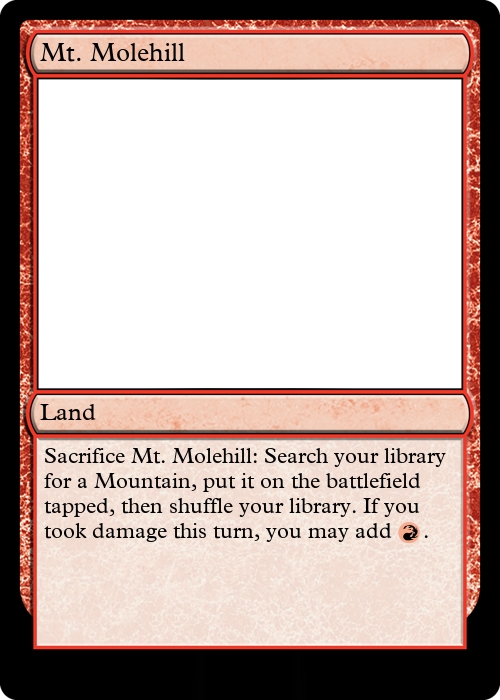 Mt. Molehill
Land
Sacrifice Mt. Molehill: Search your library
for a Mountain, put it on the battlefield
tapped, then shuffle your library. If you
took damage this turn, you may add .